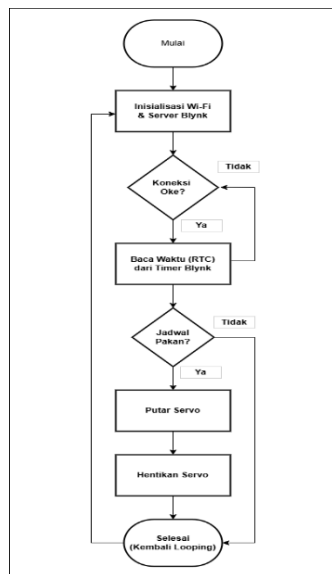 Mulai
Inisialisasi Wi-Fi
& Server Blynk
Koneksi
Oke?
Tidak
Ya
Baca Waktu (RTC)
dari Timer Blynk
Jadwal
Pakan?
Tidak
Ya
Putar Servo
Hentikan Servo
Selesai
(Kembali Looping)